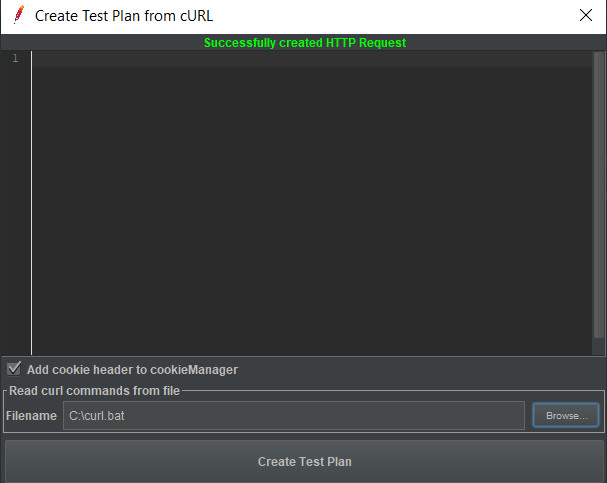 Create Test Plan from cURL
Successfully created HTTP Request
1
Add cookie header to cookieManager
Read curl commands from file
Filename C:\curl.bat Browse...
Create Test Plan